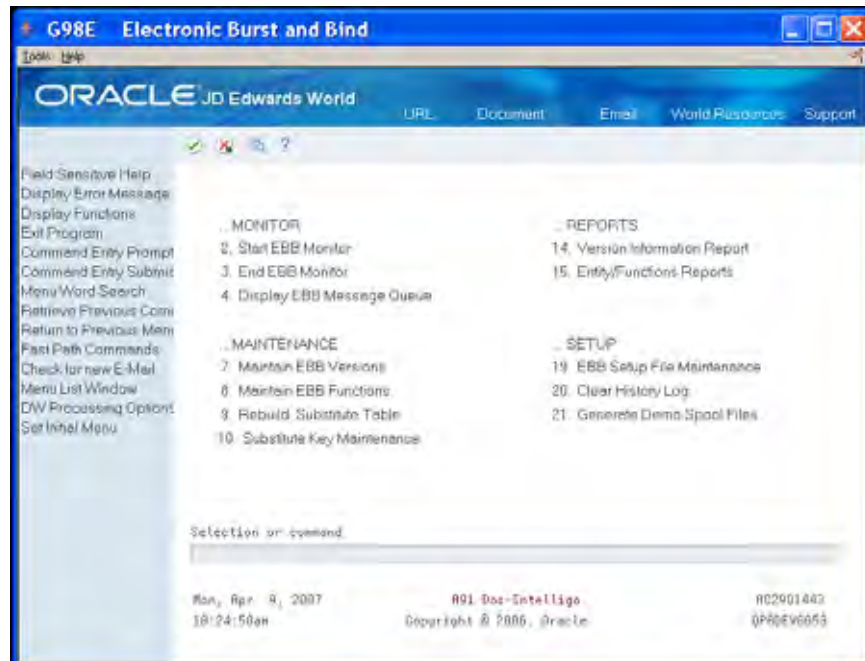 G98E Electronic Burst and Bind
Tools Help
ORACLE JD Edwards World
URL Document Email World Resources Support
Field Sensitive Help
Display Error Message
Display Functions
Exit Program
Command Entry Prompt
Command Entry Submit
Menu Word Search
Retrieve Previous Com
Return to Previous Men
Fast Path Commands
Check for new E-Mail
Menu List Window
DW Processing Options
Set Initial Menu
... MONITOR
2. Start EBB Monitor
3. End EBB Monitor
4. Display EBB Message Queue
... MAINTENANCE
7. Maintain EBB Versions
8. Maintain EBB Functions
9. Rebuild Substitute Table
10. Substitute Key Maintenance
... REPORTS
14. Version Information Report
15. Entity/Functions Reports
... SETUP
19. EBB Setup File Maintenance
20. Clear History Log
21. Generate Demo Spool Files
Selection or command
Mon, Apr 9, 2007 A91 Doc-Intelligo
10:24:50am Copyright © 2006, Oracle